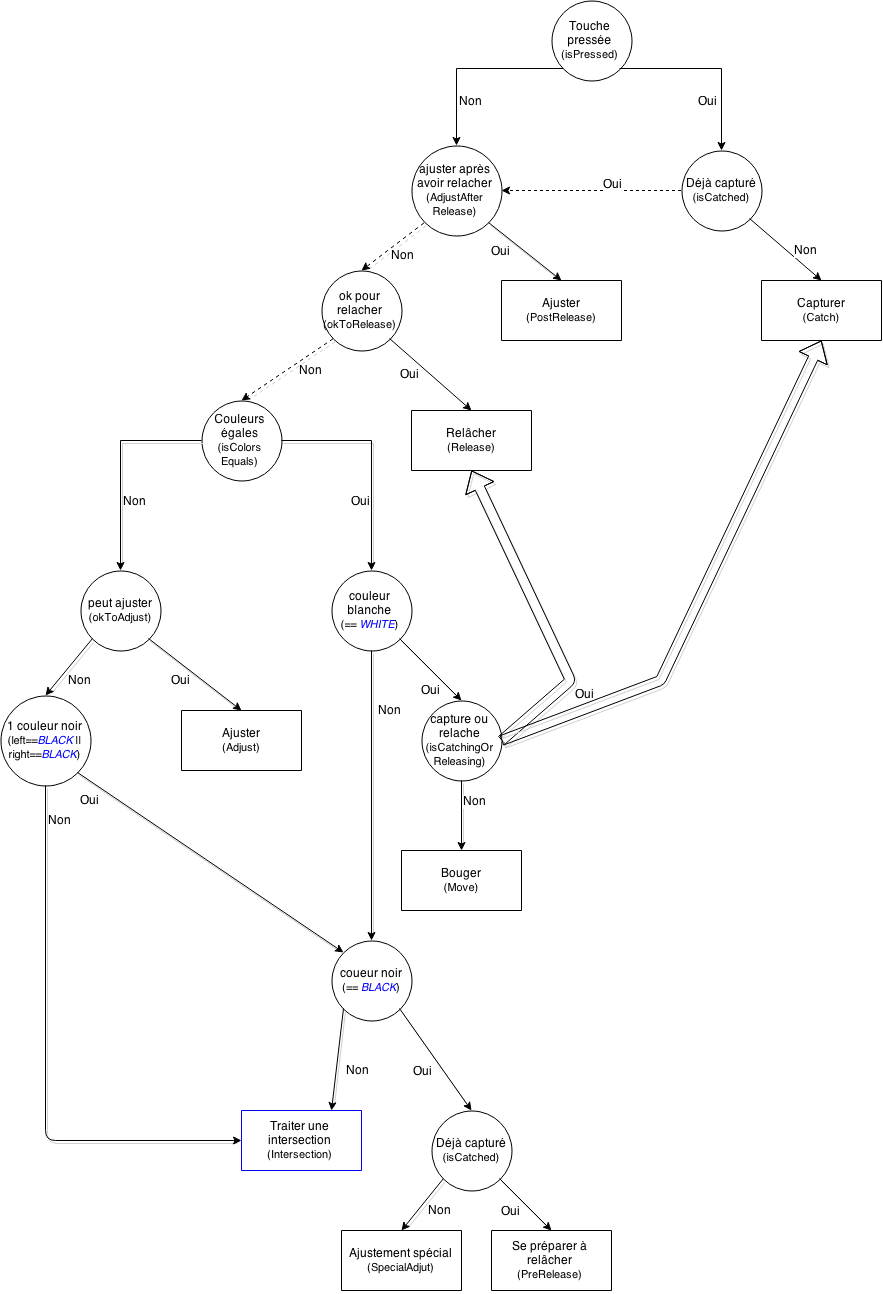 Touche
pressée
(isPressed)
Non
Oui
ajuster après
avoir relacher
(AdjustAfter
Release)
Oui
Déjà capturé
(isCatched)
Non
Oui
Non
ok pour
relacher
(okToRelease)
Ajuster
(PostRelease)
Capturer
(Catch)
Non
Oui
Couleurs
égales
(isColors
Equals)
Relâcher
(Release)
Non
Oui
peut ajuster
(okToAdjust)
couleur
blanche
(== WHITE)
Non
Oui
Oui
Oui
Non
1 couleur noir
(left==BLACK ||
right==BLACK)
Ajuster
(Adjust)
capture ou
relache
(isCatchingOr
Releasing)
Oui
Non
Non
Bouger
(Move)
coueur noir
(== BLACK)
Non
Oui
Traiter une
intersection
(Intersection)
Déjà capturé
(isCatched)
Non
Oui
Ajustement spécial
(SpecialAdjut)
Se préparer à
relâcher
(PreRelease)